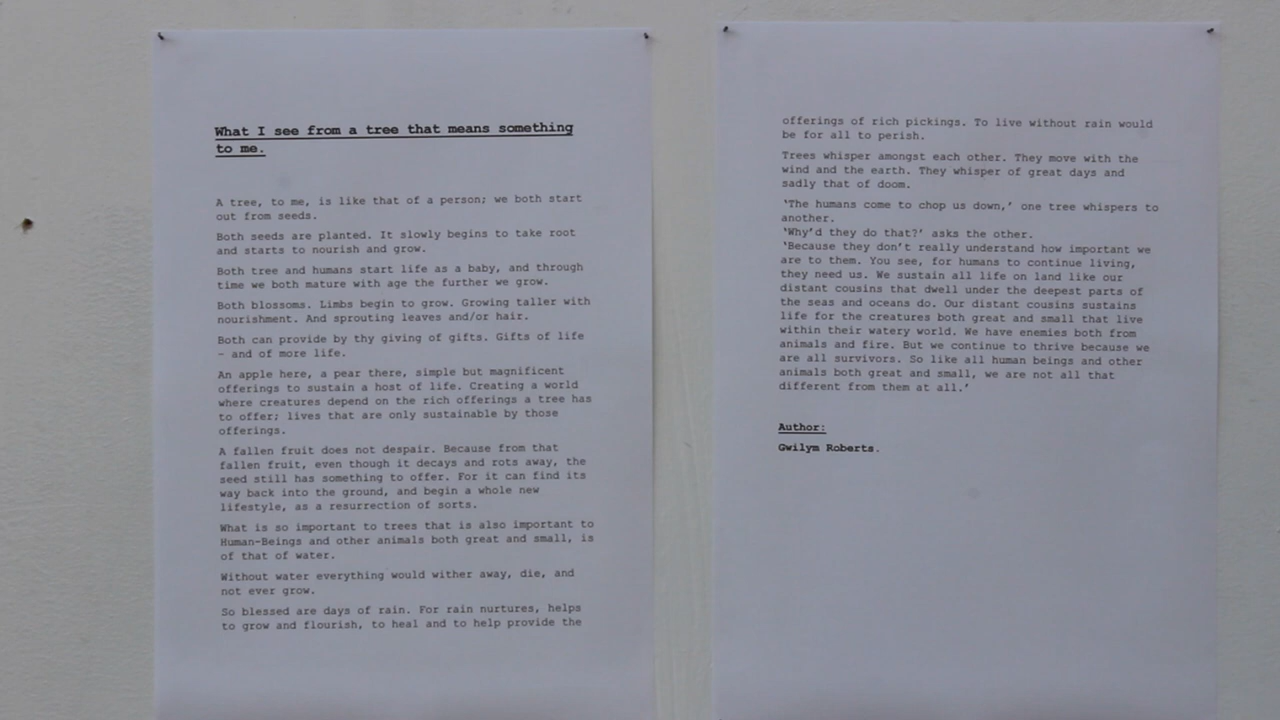 What I see from a tree that means something
to me.
A tree, to me, is like that of a person; we both start
out from seeds.
Both seeds are planted. It slowly begins to take root
and starts to nourish and grow.
Both tree and humans start life as a baby, and through
time we both mature with age the further we grow.
Both blossoms. Limbs begin to grow. Growing taller with
nourishment. And sprouting leaves and/or hair.
Both can provide by thy giving of gifts. Gifts of life
– and of more life.
An apple here, a pear there, simple but magnificent
offerings to sustain a host of life. Creating a world
where creatures depend on the rich offerings a tree has
to offer; lives that are only sustainable by those
offerings.
A fallen fruit does not despair. Because from that
fallen fruit, even though it decays and rots away, the
seed still has something to offer. For it can find its
way back into the ground, and begin a whole new
lifestyle, as a resurrection of sorts.
What is so important to trees that is also important to
Human-Beings and other animals both great and small, is
of that of water.
Without water everything would wither away, die, and
not ever grow.
So blessed are days of rain. For rain nurtures, helps
to grow and flourish, to heal and to help provide the
offerings of rich pickings. To live without rain would
be for all to perish.
Trees whisper amongst each other. They move with the
wind and the earth. They whisper of great days and
sadly that of doom.
‘The humans come to chop us down,’ one tree whispers to
another.
‘Why’d they do that?’ asks the other.
‘Because they don’t really understand how important we
are to them. You see, for humans to continue living,
they need us. We sustain all life on land like our
distant cousins that dwell under the deepest parts of
the seas and oceans do. Our distant cousins sustains
life for the creatures both great and small that live
within their watery world. We have enemies both from
animals and fire. But we continue to thrive because we
are all survivors. So like all human beings and other
animals both great and small, we are not all that
different from them at all.’
Author:
Gwilym Roberts.